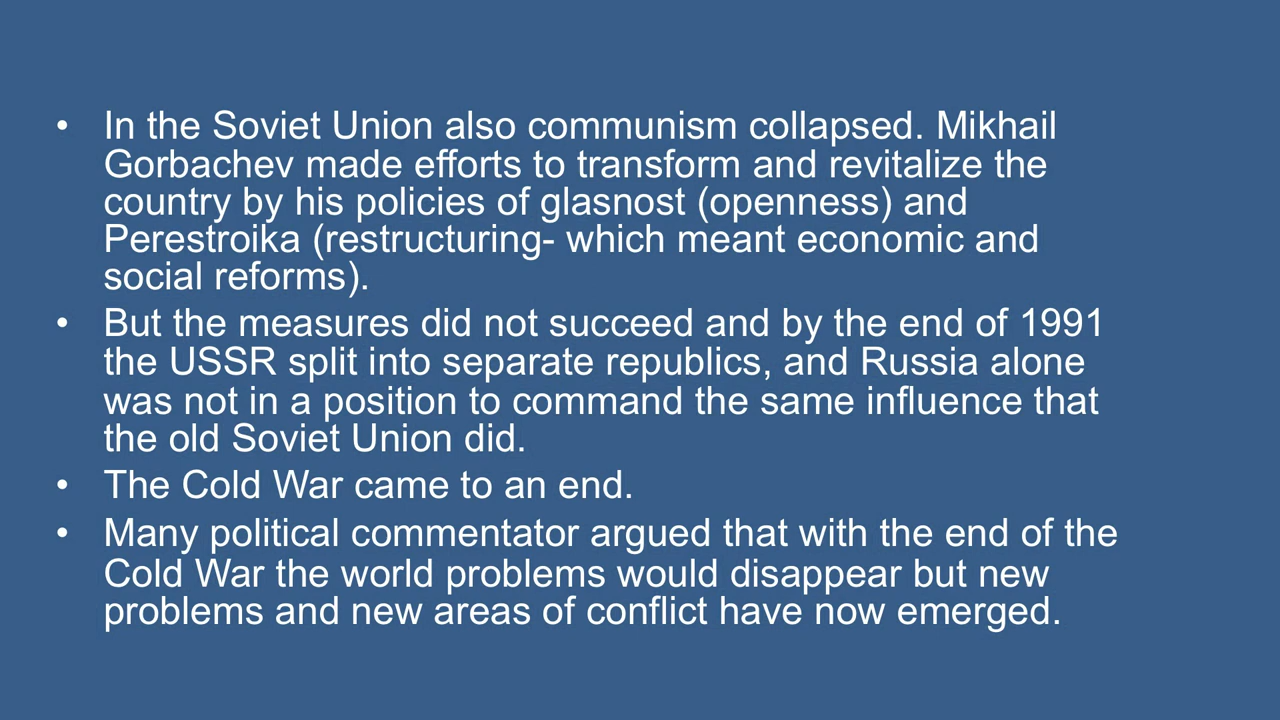 • In the Soviet Union also communism collapsed. Mikhail
Gorbachev made efforts to transform and revitalize the
country by his policies of glasnost (openness) and
Perestroika (restructuring- which meant economic and
social reforms).
• But the measures did not succeed and by the end of 1991
the USSR split into separate republics, and Russia alone
was not in a position to command the same influence that
the old Soviet Union did.
• The Cold War came to an end.
• Many political commentator argued that with the end of the
Cold War the world problems would disappear but new
problems and new areas of conflict have now emerged.